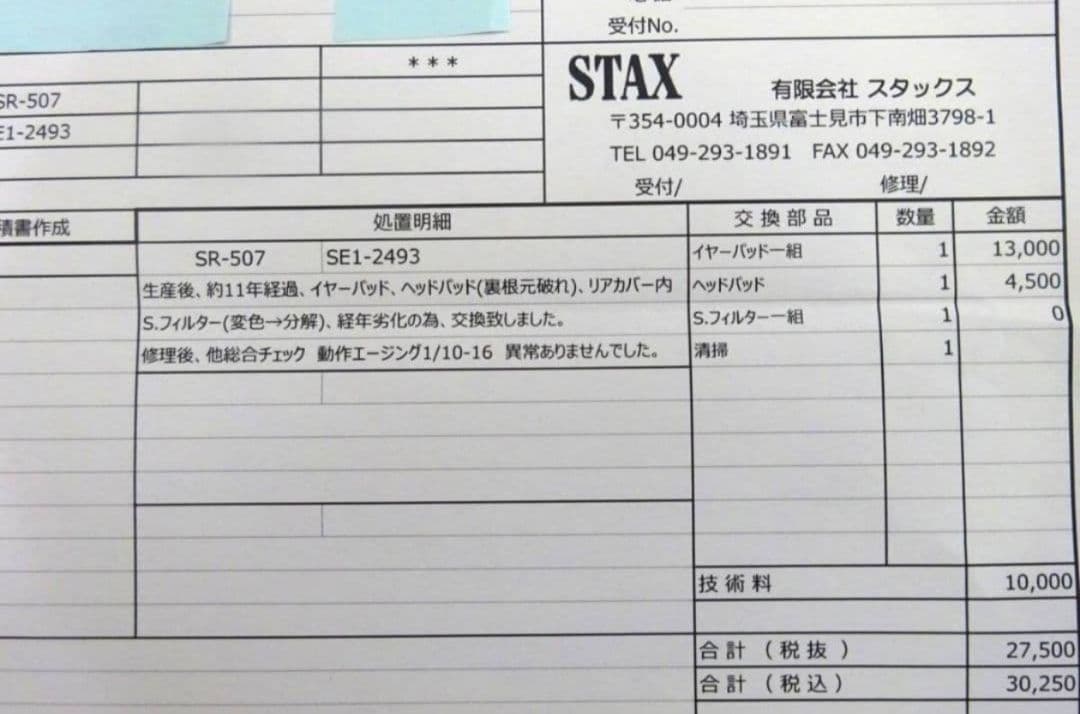 受付No.
***
STAX 有限会社 スタックス
〒354-0004 埼玉県富士見市下南畑3798-1
TEL 049-293-1891 FAX 049-293-1892
受付/ 修理/
SR-507
E1-2493
積書作成 処置明細 交換部品 数量 金額
SR-507 SE1-2493 イヤーパッド一組 1 13,000
生産後、約11年経過、イヤーパッド、ヘッドパッド(裏根元破れ)、リアカバー内 ヘッドパッド 1 4,500
S.フィルター(変色→分解)、経年劣化の為、交換致しました。 S.フィルター一組 1 0
修理後、他総合チェック 動作エージング1/10-16 異常ありませんでした。 清掃 1
技術料 10,000
合計(税抜) 27,500
合計(税込) 30,250